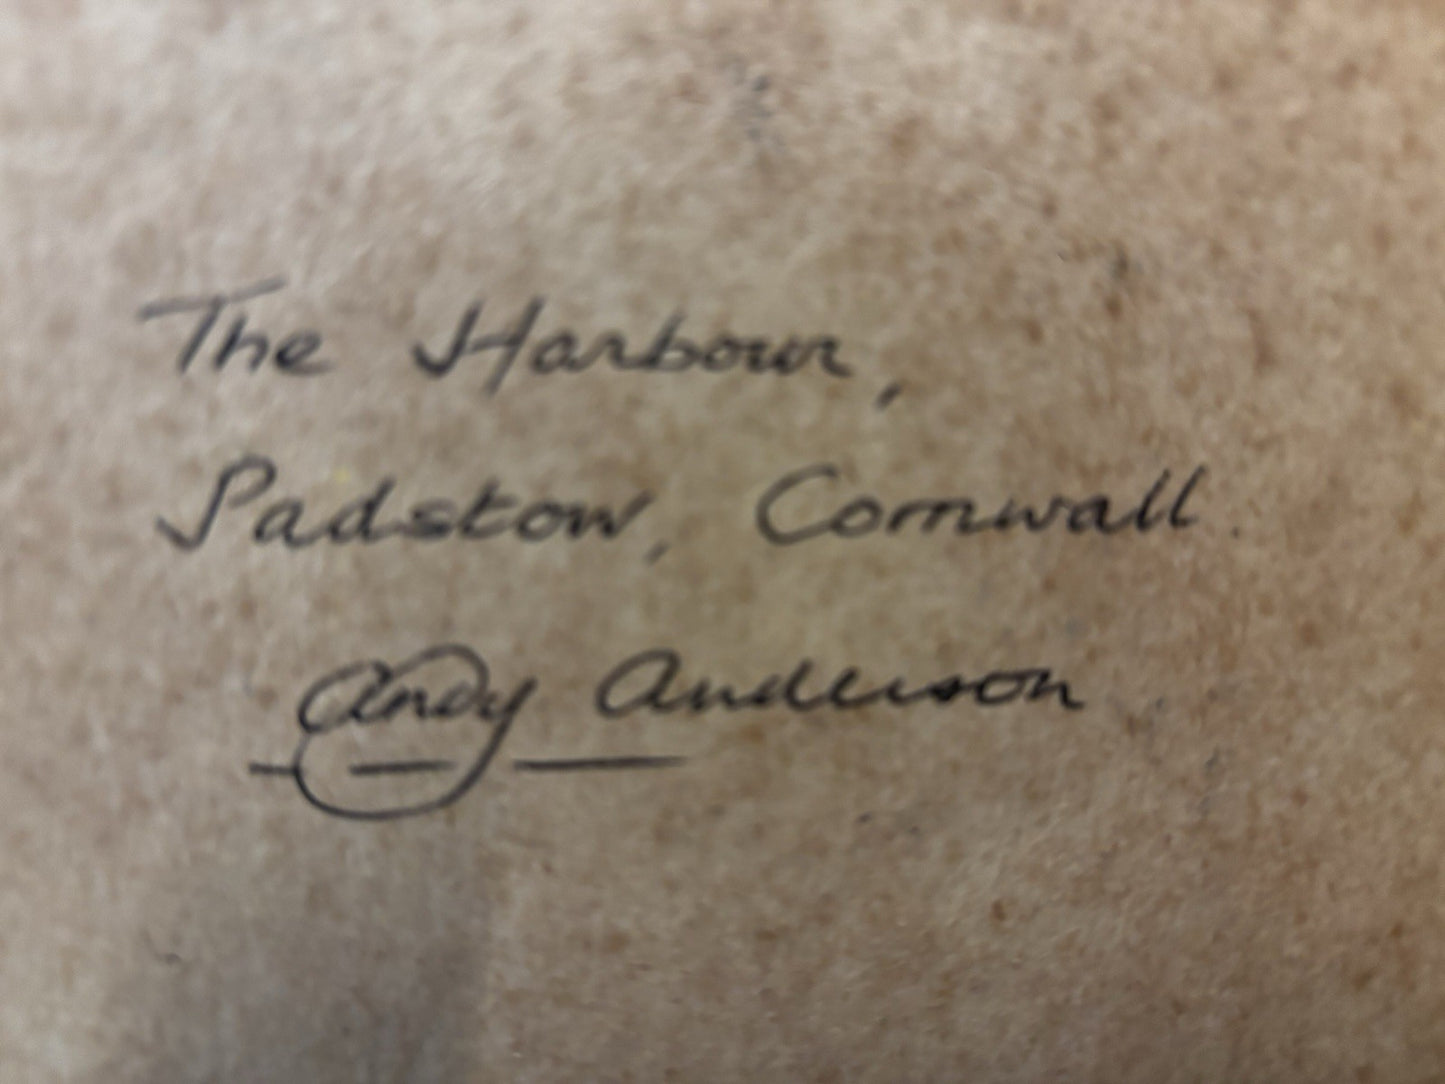 The Harbour,
Padstow, Cornwall.
Andy Anderson